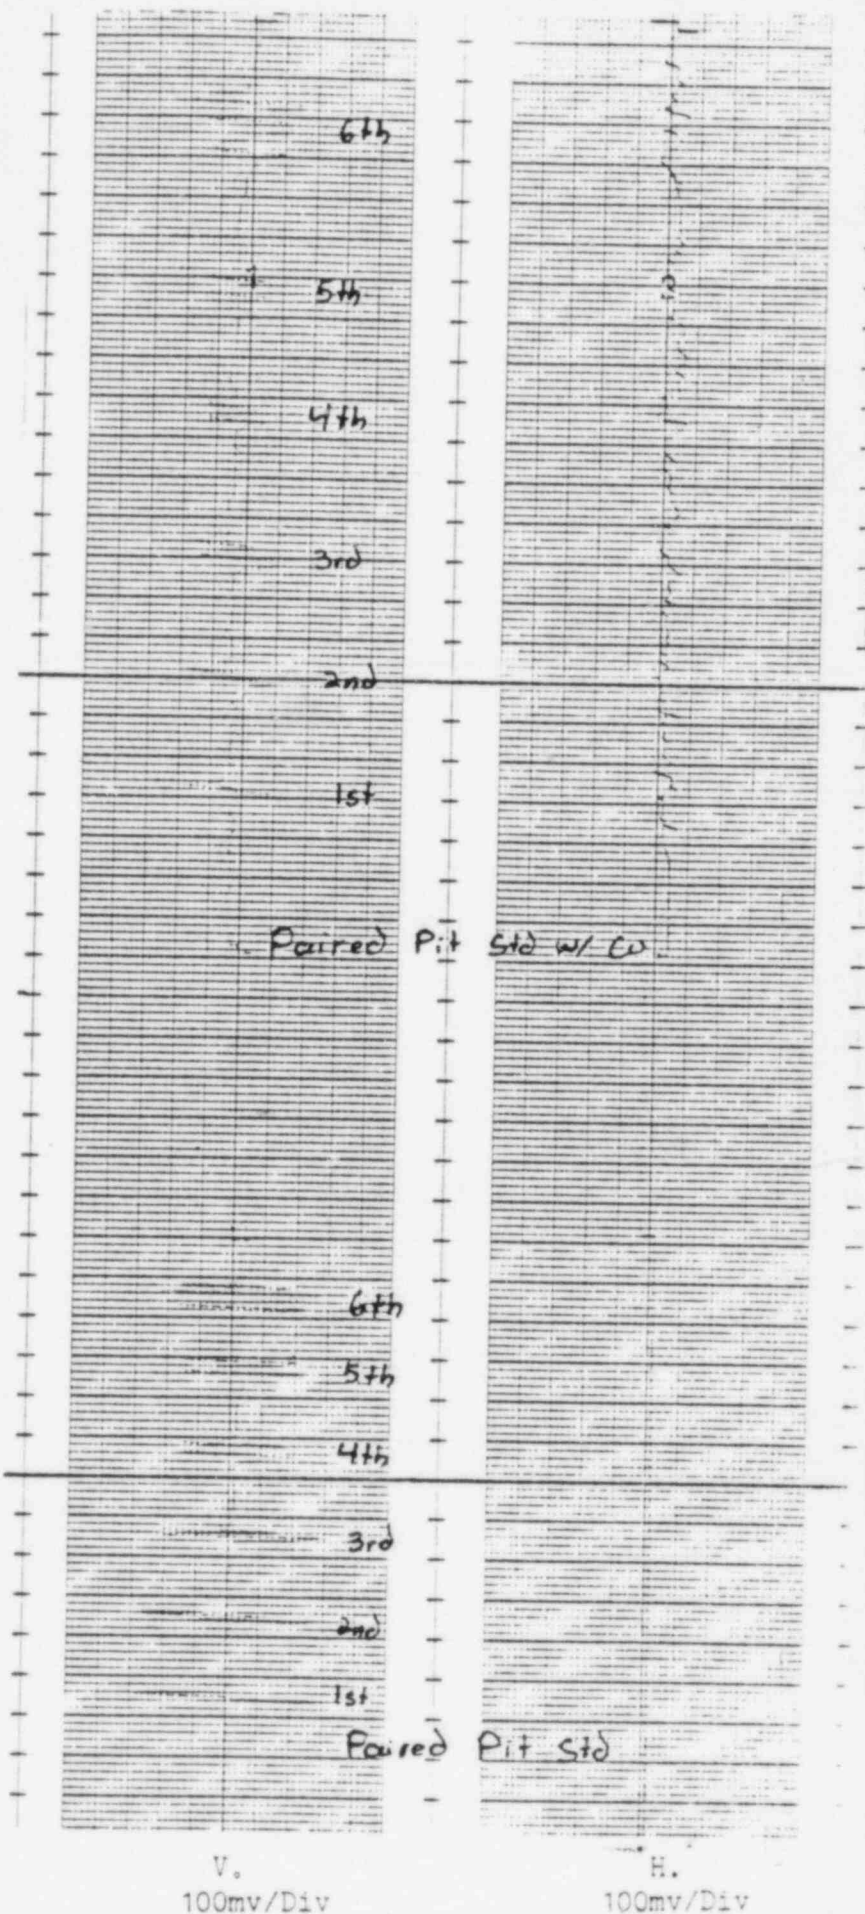 6th
5th
4th
3rd
2nd
1st
Paired Pit Std w/ Cu
6th
5th
4th
3rd
2nd
1st
Paired Pit Std
V. H.
100mv/Div 100mv/Div